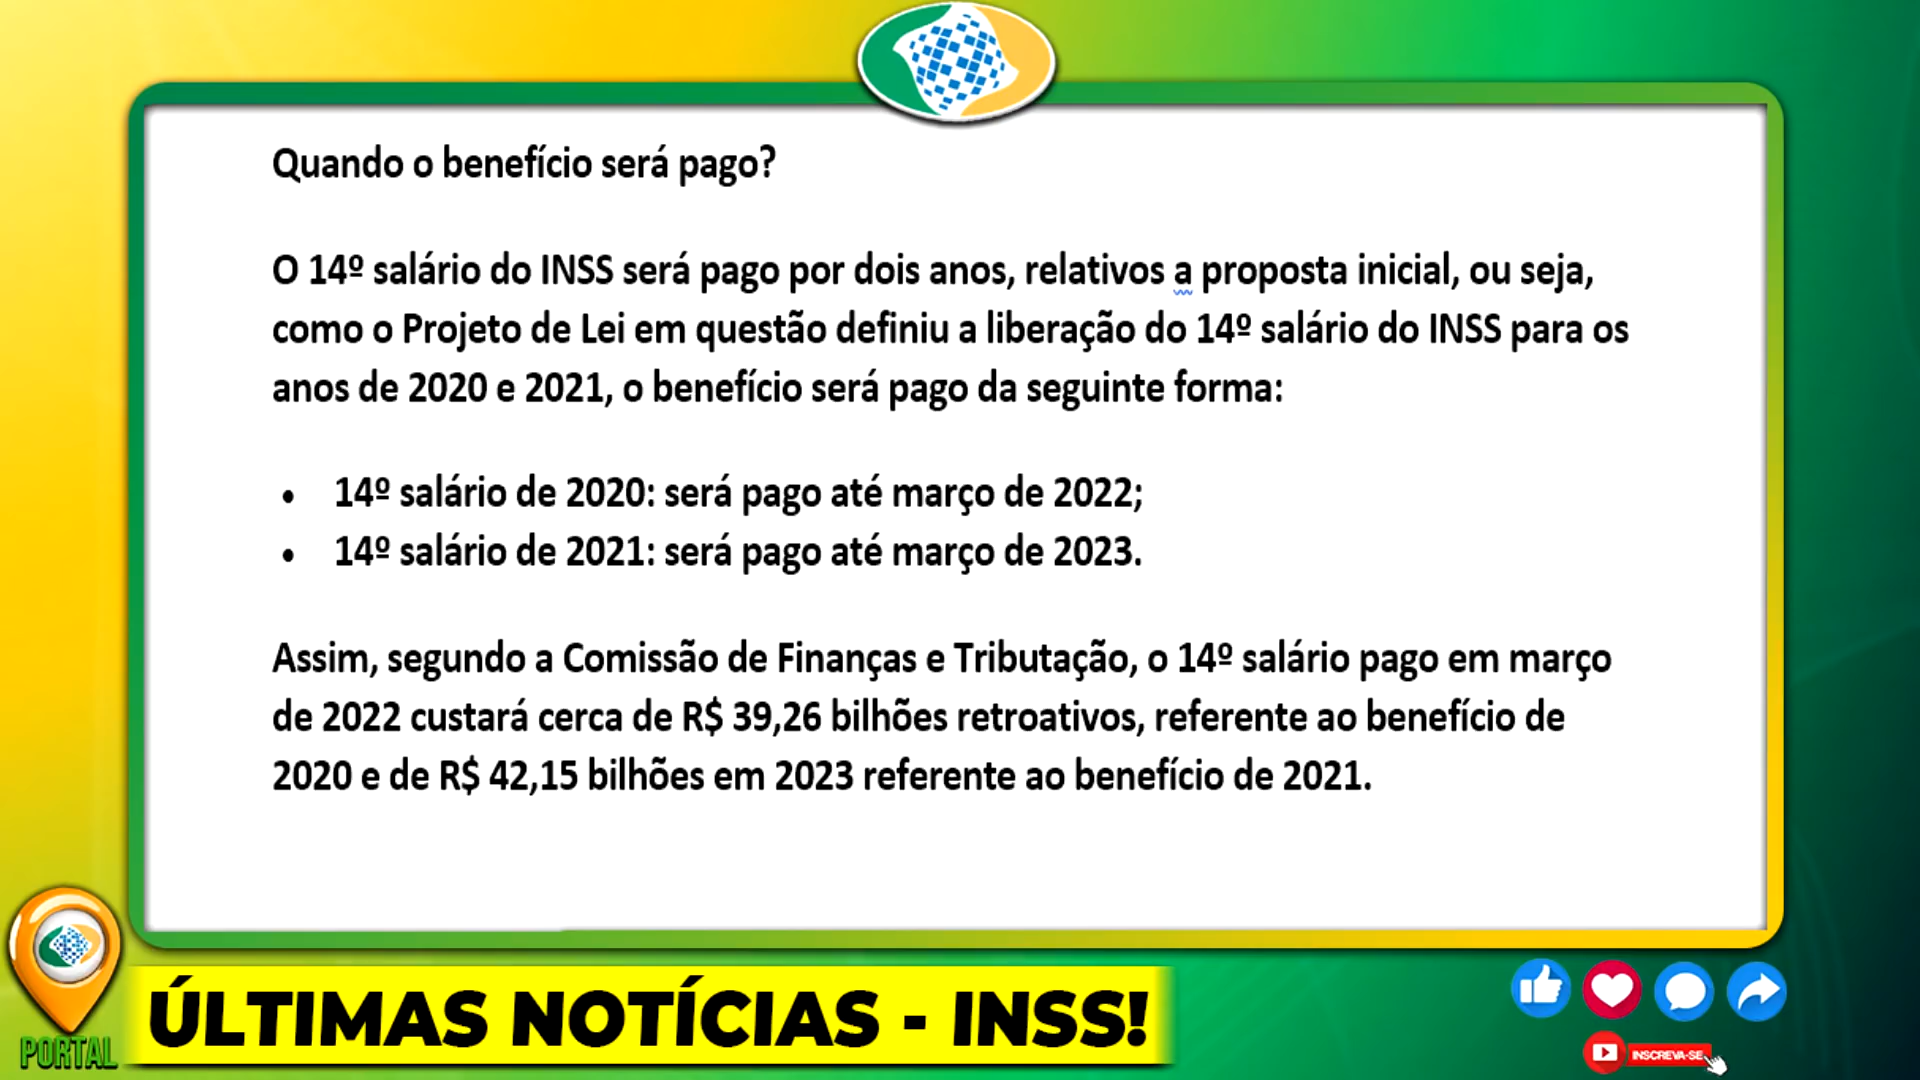 Quando o benefício será pago?
O 14º salário do INSS será pago por dois anos, relativos a proposta inicial, ou seja,
como o Projeto de Lei em questão definiu a liberação do 14º salário do INSS para os
anos de 2020 e 2021, o benefício será pago da seguinte forma:
• 14º salário de 2020: será pago até março de 2022;
• 14º salário de 2021: será pago até março de 2023.
Assim, segundo a Comissão de Finanças e Tributação, o 14º salário pago em março
de 2022 custará cerca de R$ 39,26 bilhões retroativos, referente ao benefício de
2020 e de R$ 42,15 bilhões em 2023 referente ao benefício de 2021.
ÚLTIMAS NOTÍCIAS - INSS!
PORTAL
INSCREVA-SE